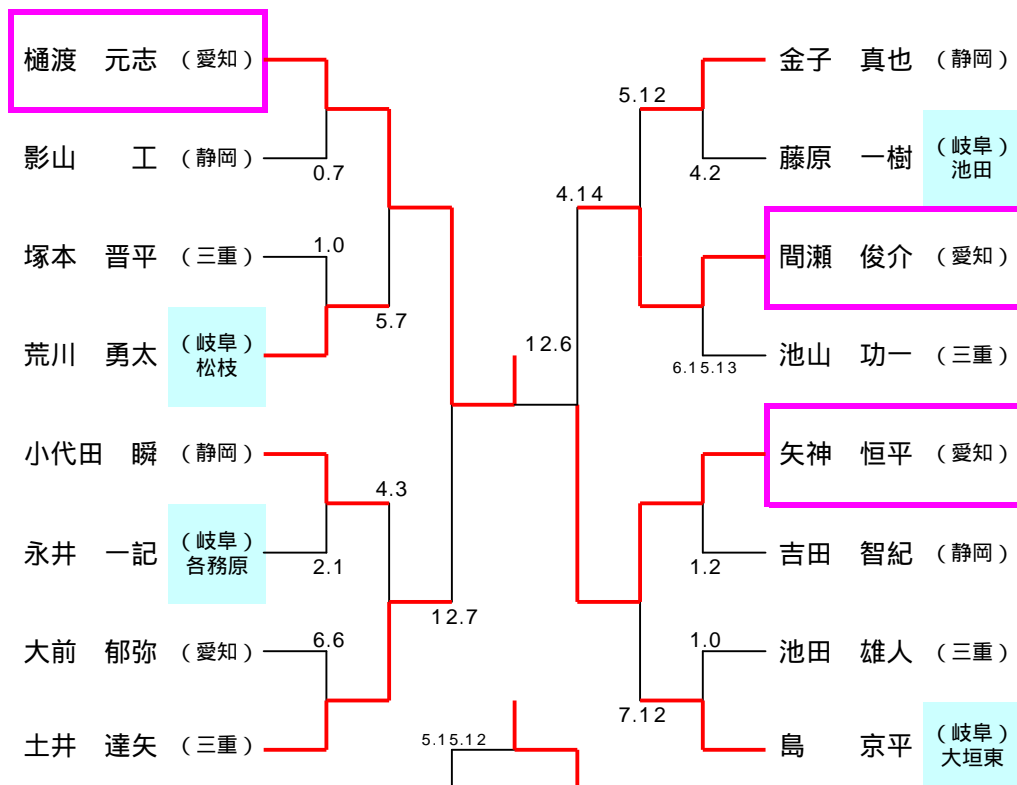 樋渡 元志 (愛知)
影山 工 (静岡)
0.7
塚本 晋平 (三重)
1.0
荒川 勇太 (岐阜)
松枝
5.7
小代田 瞬 (静岡)
4.3
永井 一記 (岐阜)
各務原
2.1
大前 郁弥 (愛知)
6.6
土井 達矢 (三重)
12.7
12.6
5.15.12
金子 真也 (静岡)
5.12
藤原 一樹 (岐阜)
池田
4.2
4.14
間瀬 俊介 (愛知)
池山 功一 (三重)
6.15.13
矢神 恒平 (愛知)
吉田 智紀 (静岡)
1.2
池田 雄人 (三重)
1.0
島 京平 (岐阜)
大垣東
7.12